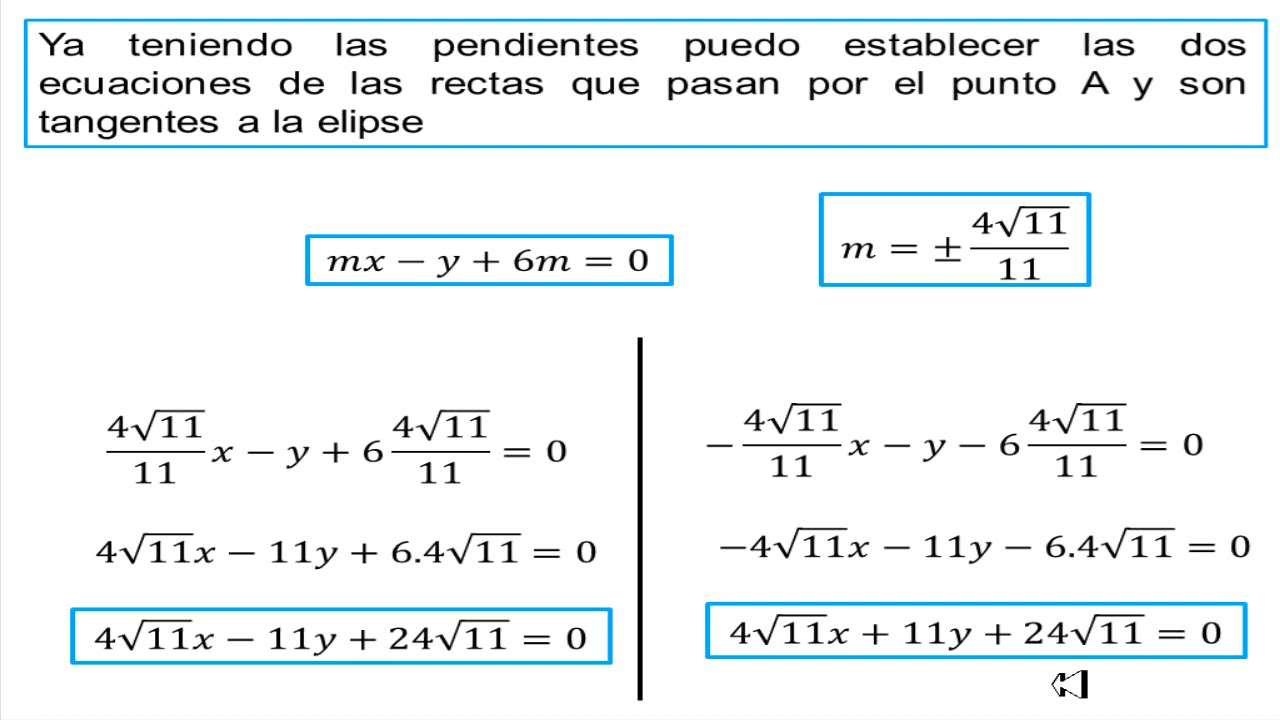 Ya teniendo las pendientes puedo establecer las dos
ecuaciones de las rectas que pasan por el punto A y son
tangentes a la elipse
mx − y + 6m = 0
m = ± 4√11/11
4√11/11 x − y + 6 4√11/11 = 0
4√11x − 11y + 6.4√11 = 0
4√11x − 11y + 24√11 = 0
− 4√11/11 x − y − 6 4√11/11 = 0
−4√11x − 11y − 6.4√11 = 0
4√11x + 11y + 24√11 = 0